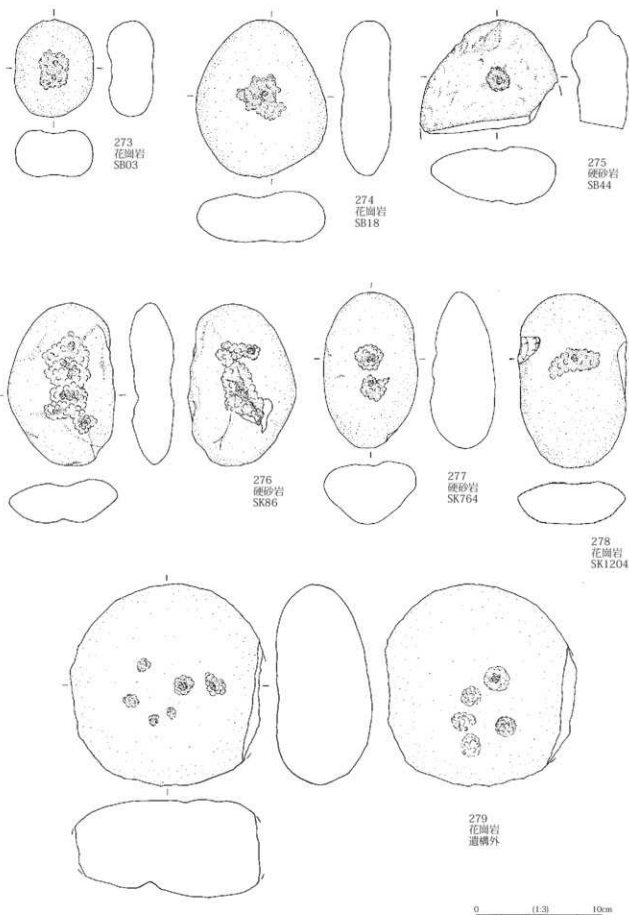 273
花崗岩
SB03
274
花崗岩
SB18
275
硬砂岩
SB44
276
硬砂岩
SK86
277
硬砂岩
SK764
278
花崗岩
SK1204
279
花崗岩
遺構外
0 (1:3) 10cm